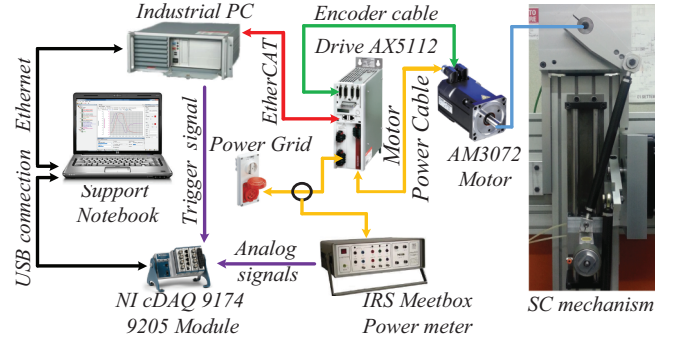 Industrial PC
Encoder cable
Drive AX5112
Ethernet
EtherCAT
Trigger signal
Power Grid
Motor
Power Cable
AM3072
Motor
Support
Notebook
USB connection
Analog
signals
NI cDAQ 9174
9205 Module
IRS Meetbox
Power meter
SC mechanism